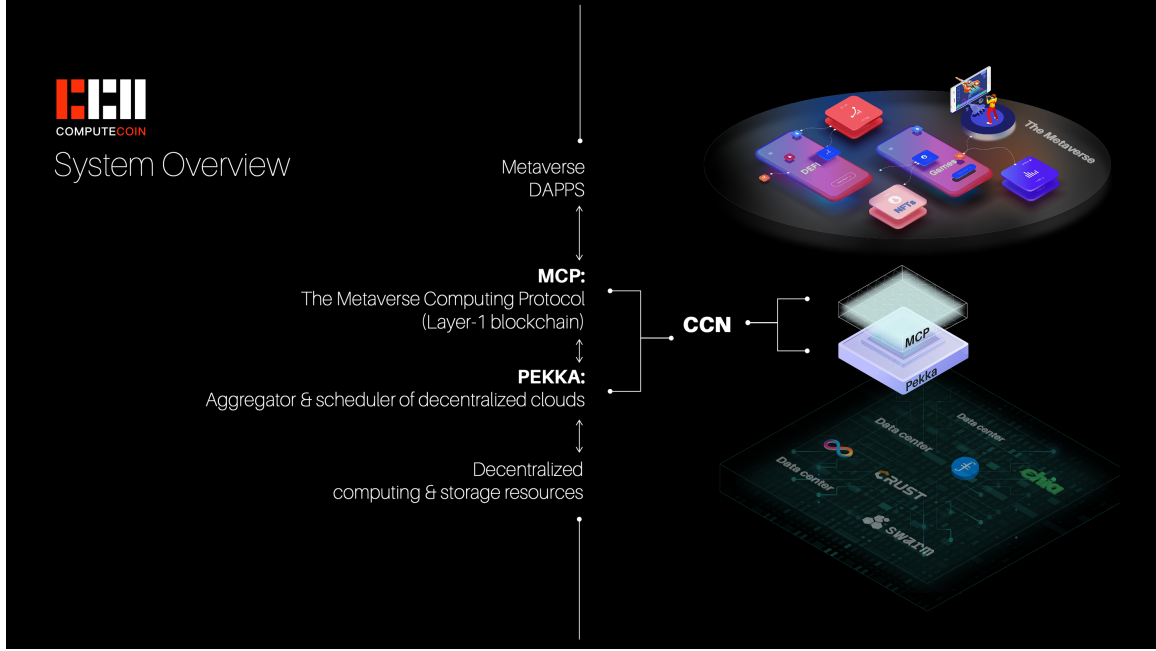 COMPUTECOIN
System Overview
Metaverse
DAPPS
MCP:
The Metaverse Computing Protocol
(Layer-1 blockchain)
PEKKA:
Aggregator & scheduler of decentralized clouds
Decentralized
computing & storage resources
CCN
The Metaverse
DEFI
Games
NFTs
MCP
Pekka
Data center
Data center
Data center
CRUST
chia
swarm